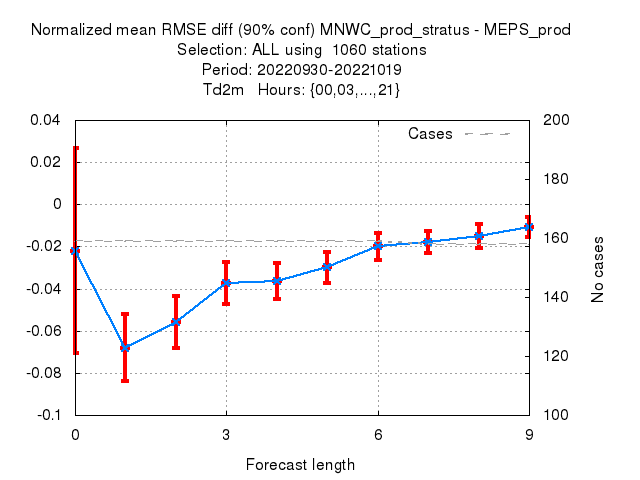 Normalized mean RMSE diff (90% conf) MNWC_prod_stratus - MEPS_prod
Selection: ALL using  1060 stations
Period: 20220930-20221019
Td2m   Hours: {00,03,...,21}
Cases
0.04
0.02
0
-0.02
-0.04
-0.06
-0.08
-0.1
200
180
160
140
120
100
No cases
0
3
6
9
Forecast length